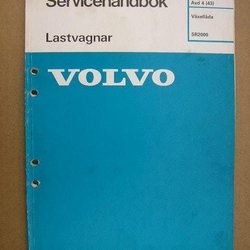 Servicehandbok
Avd 4 (43)
Växellåda
Lastvagnar
SR2000
VOLVO